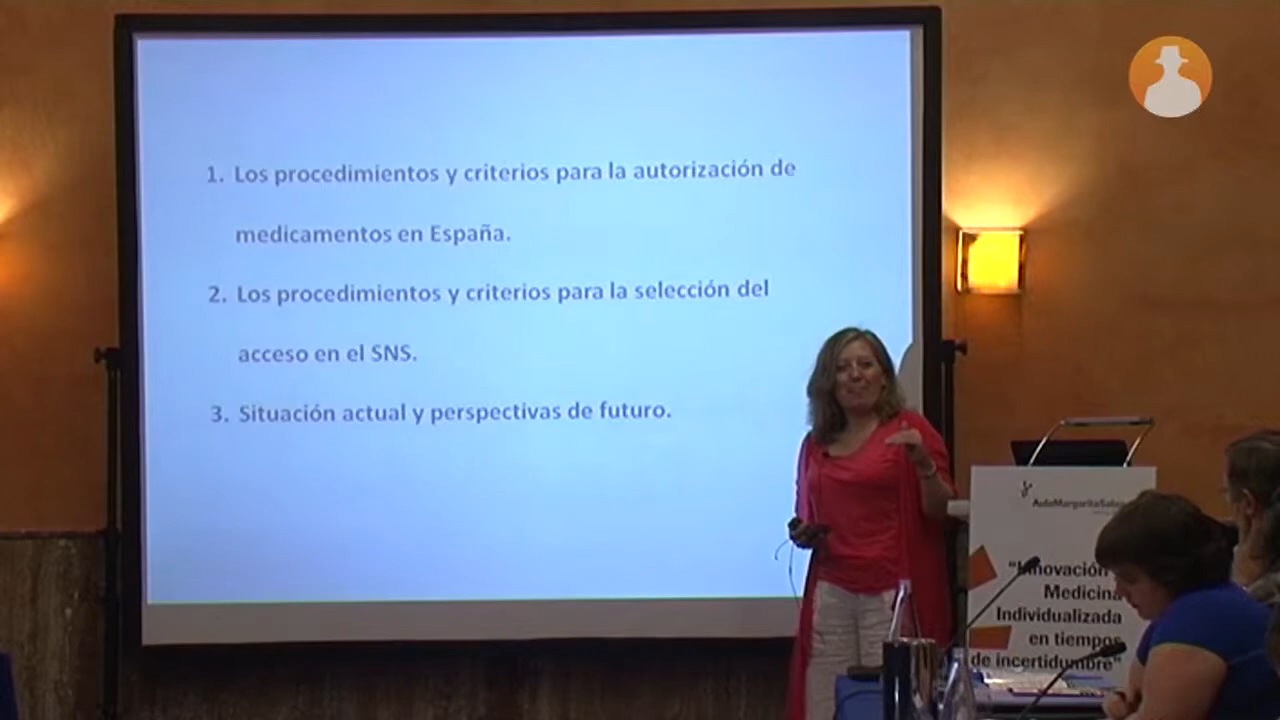 1. Los procedimientos y criterios para la autorización de
medicamentos en España.
2. Los procedimientos y criterios para la selección del
acceso en el SNS.
3. Situación actual y perspectivas de futuro.
"Innovación
Medicina
Individualizada
en tiempos
de incertidumbre"